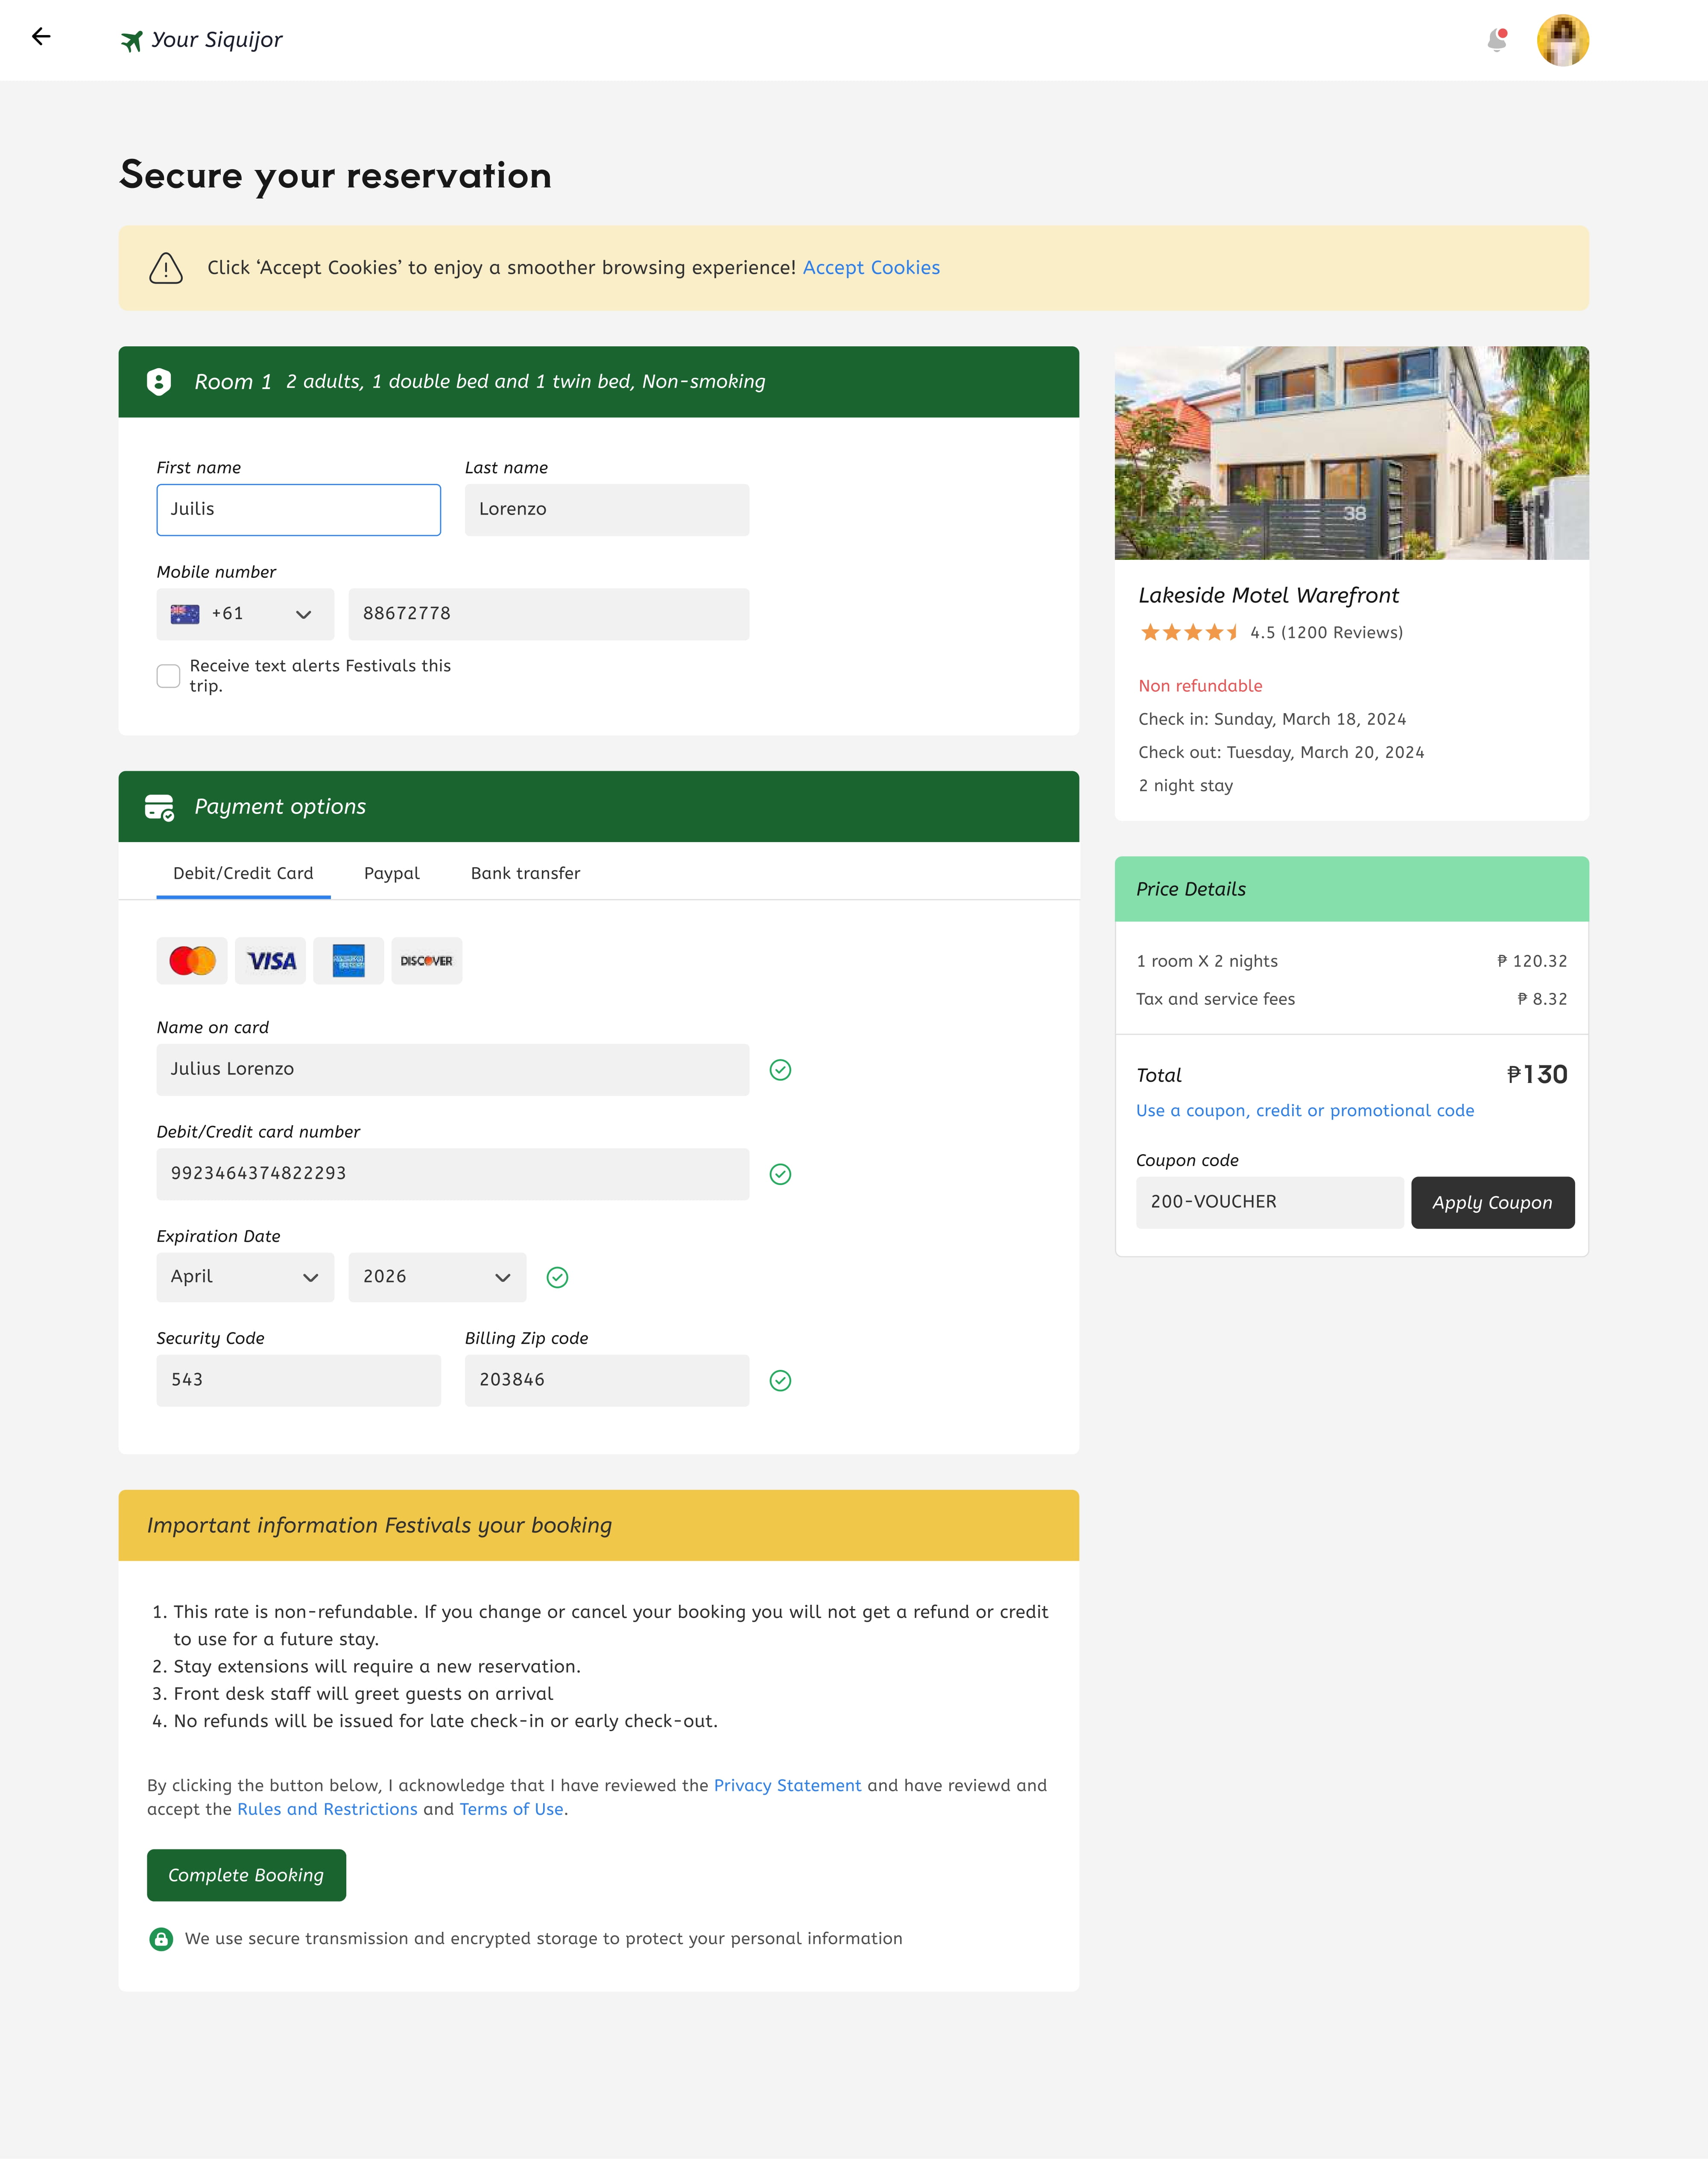 Your Siquijor
Secure your reservation
Click ‘Accept Cookies’ to enjoy a smoother browsing experience! Accept Cookies
Room 1 2 adults, 1 double bed and 1 twin bed, Non-smoking
First name
Last name
Juilis
Lorenzo
Mobile number
+61
88672778
Receive text alerts Festivals this
trip.
Payment options
Debit/Credit Card
Paypal
Bank transfer
VISA
AMERICAN
EXPRESS
DISCOVER
Name on card
Julius Lorenzo
Debit/Credit card number
9923464374822293
Expiration Date
April
2026
Security Code
Billing Zip code
543
203846
Important information Festivals your booking
1. This rate is non-refundable. If you change or cancel your booking you will not get a refund or credit
to use for a future stay.
2. Stay extensions will require a new reservation.
3. Front desk staff will greet guests on arrival
4. No refunds will be issued for late check-in or early check-out.
By clicking the button below, I acknowledge that I have reviewed the Privacy Statement and have reviewd and
accept the Rules and Restrictions and Terms of Use.
Complete Booking
We use secure transmission and encrypted storage to protect your personal information
38
Lakeside Motel Warefront
4.5 (1200 Reviews)
Non refundable
Check in: Sunday, March 18, 2024
Check out: Tuesday, March 20, 2024
2 night stay
Price Details
1 room X 2 nights
₱ 120.32
Tax and service fees
₱ 8.32
Total
₱130
Use a coupon, credit or promotional code
Coupon code
200-VOUCHER
Apply Coupon